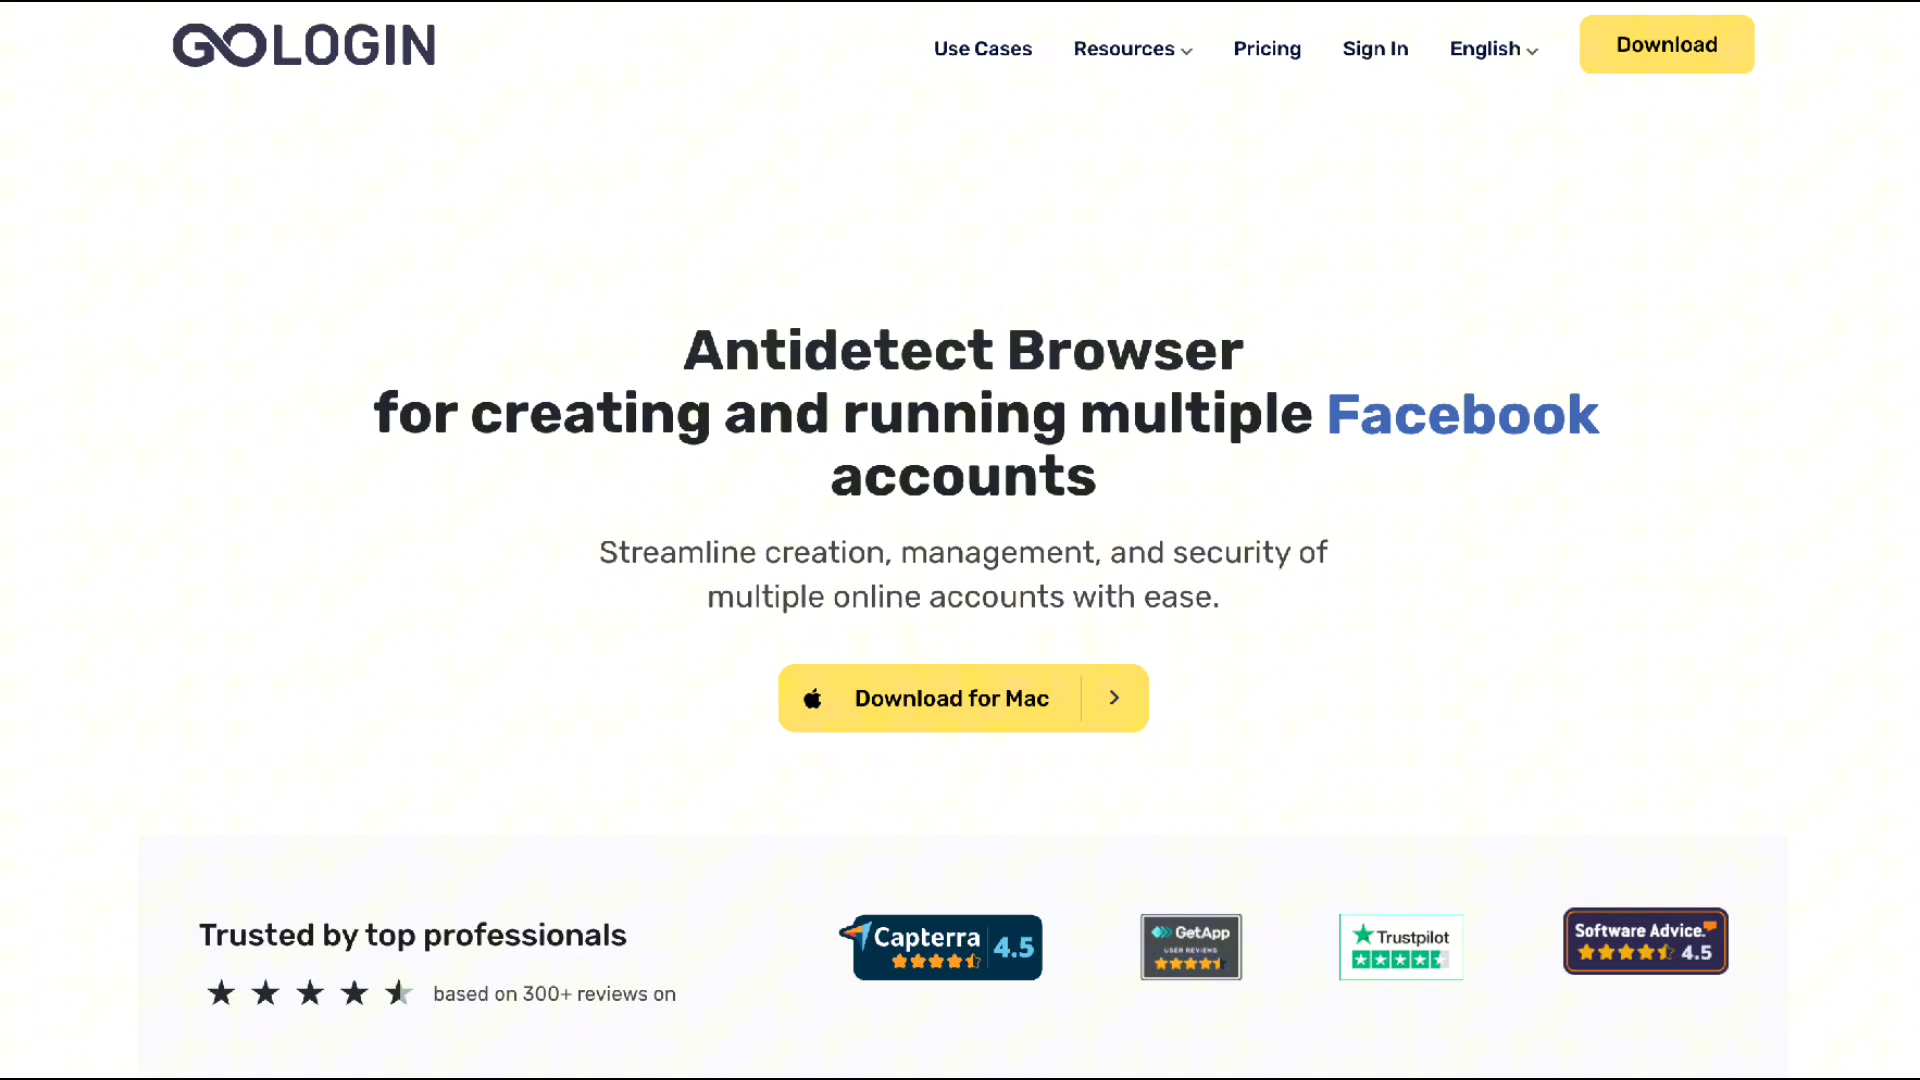 GOLOGIN
Use Cases
Resources
Pricing
Sign In
English
Download
Antidetect Browser
for creating and running multiple Facebook
accounts
Streamline creation, management, and security of
multiple online accounts with ease.
Download for Mac
Trusted by top professionals
based on 300+ reviews on
Capterra 4.5
GetApp
USER REVIEWS
Trustpilot
Software Advice.
4.5